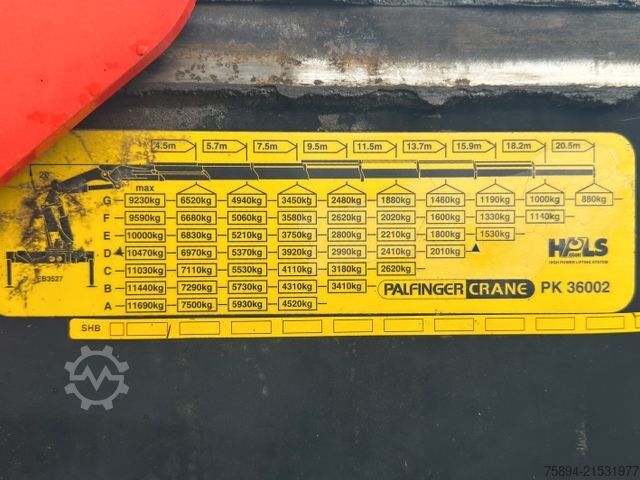 4.5m 5.7m 7.5m 9.5m 11.5m 13.7m 15.9m 18.2m 20.5m
20°
max
G 9230kg 6520kg 4940kg 3450kg 2480kg 1880kg 1460kg 1190kg 1000kg 880kg
F 9590kg 6680kg 5060kg 3580kg 2620kg 2020kg 1600kg 1330kg 1140kg
E 10000kg 6830kg 5210kg 3750kg 2800kg 2210kg 1800kg 1530kg
D 10470kg 6970kg 5370kg 3920kg 2990kg 2410kg 2010kg
C 11030kg 7110kg 5530kg 4110kg 3180kg 2620kg
B 11440kg 7290kg 5730kg 4310kg 3410kg
A 11690kg 7500kg 5930kg 4520kg
EB3527
HPLS
HIGH POWER LIFTING SYSTEM
PALFINGER CRANE PK 36002
SHB
75894-21531977